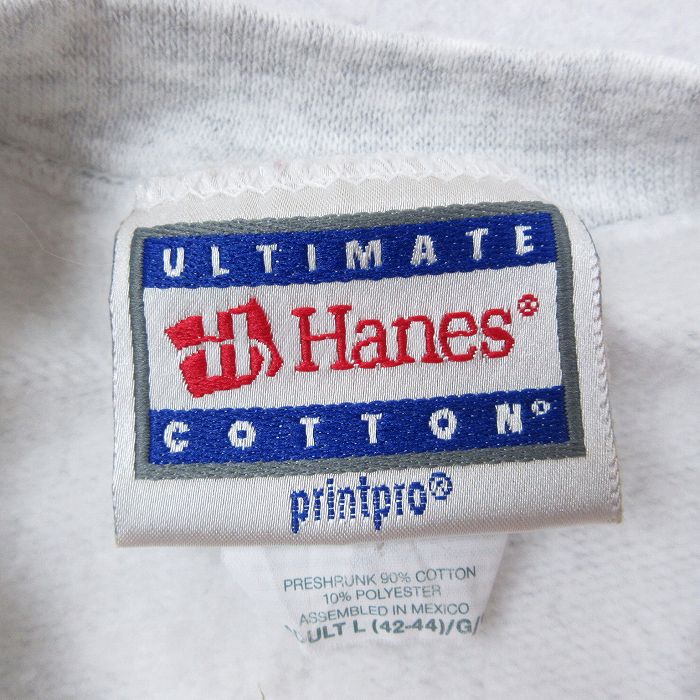 ULTIMATE
H Hanes®
COTTON®
printpro®
PRESHRUNK 90% COTTON
10% POLYESTER
ASSEMBLED IN MEXICO
L (42-44)/G/